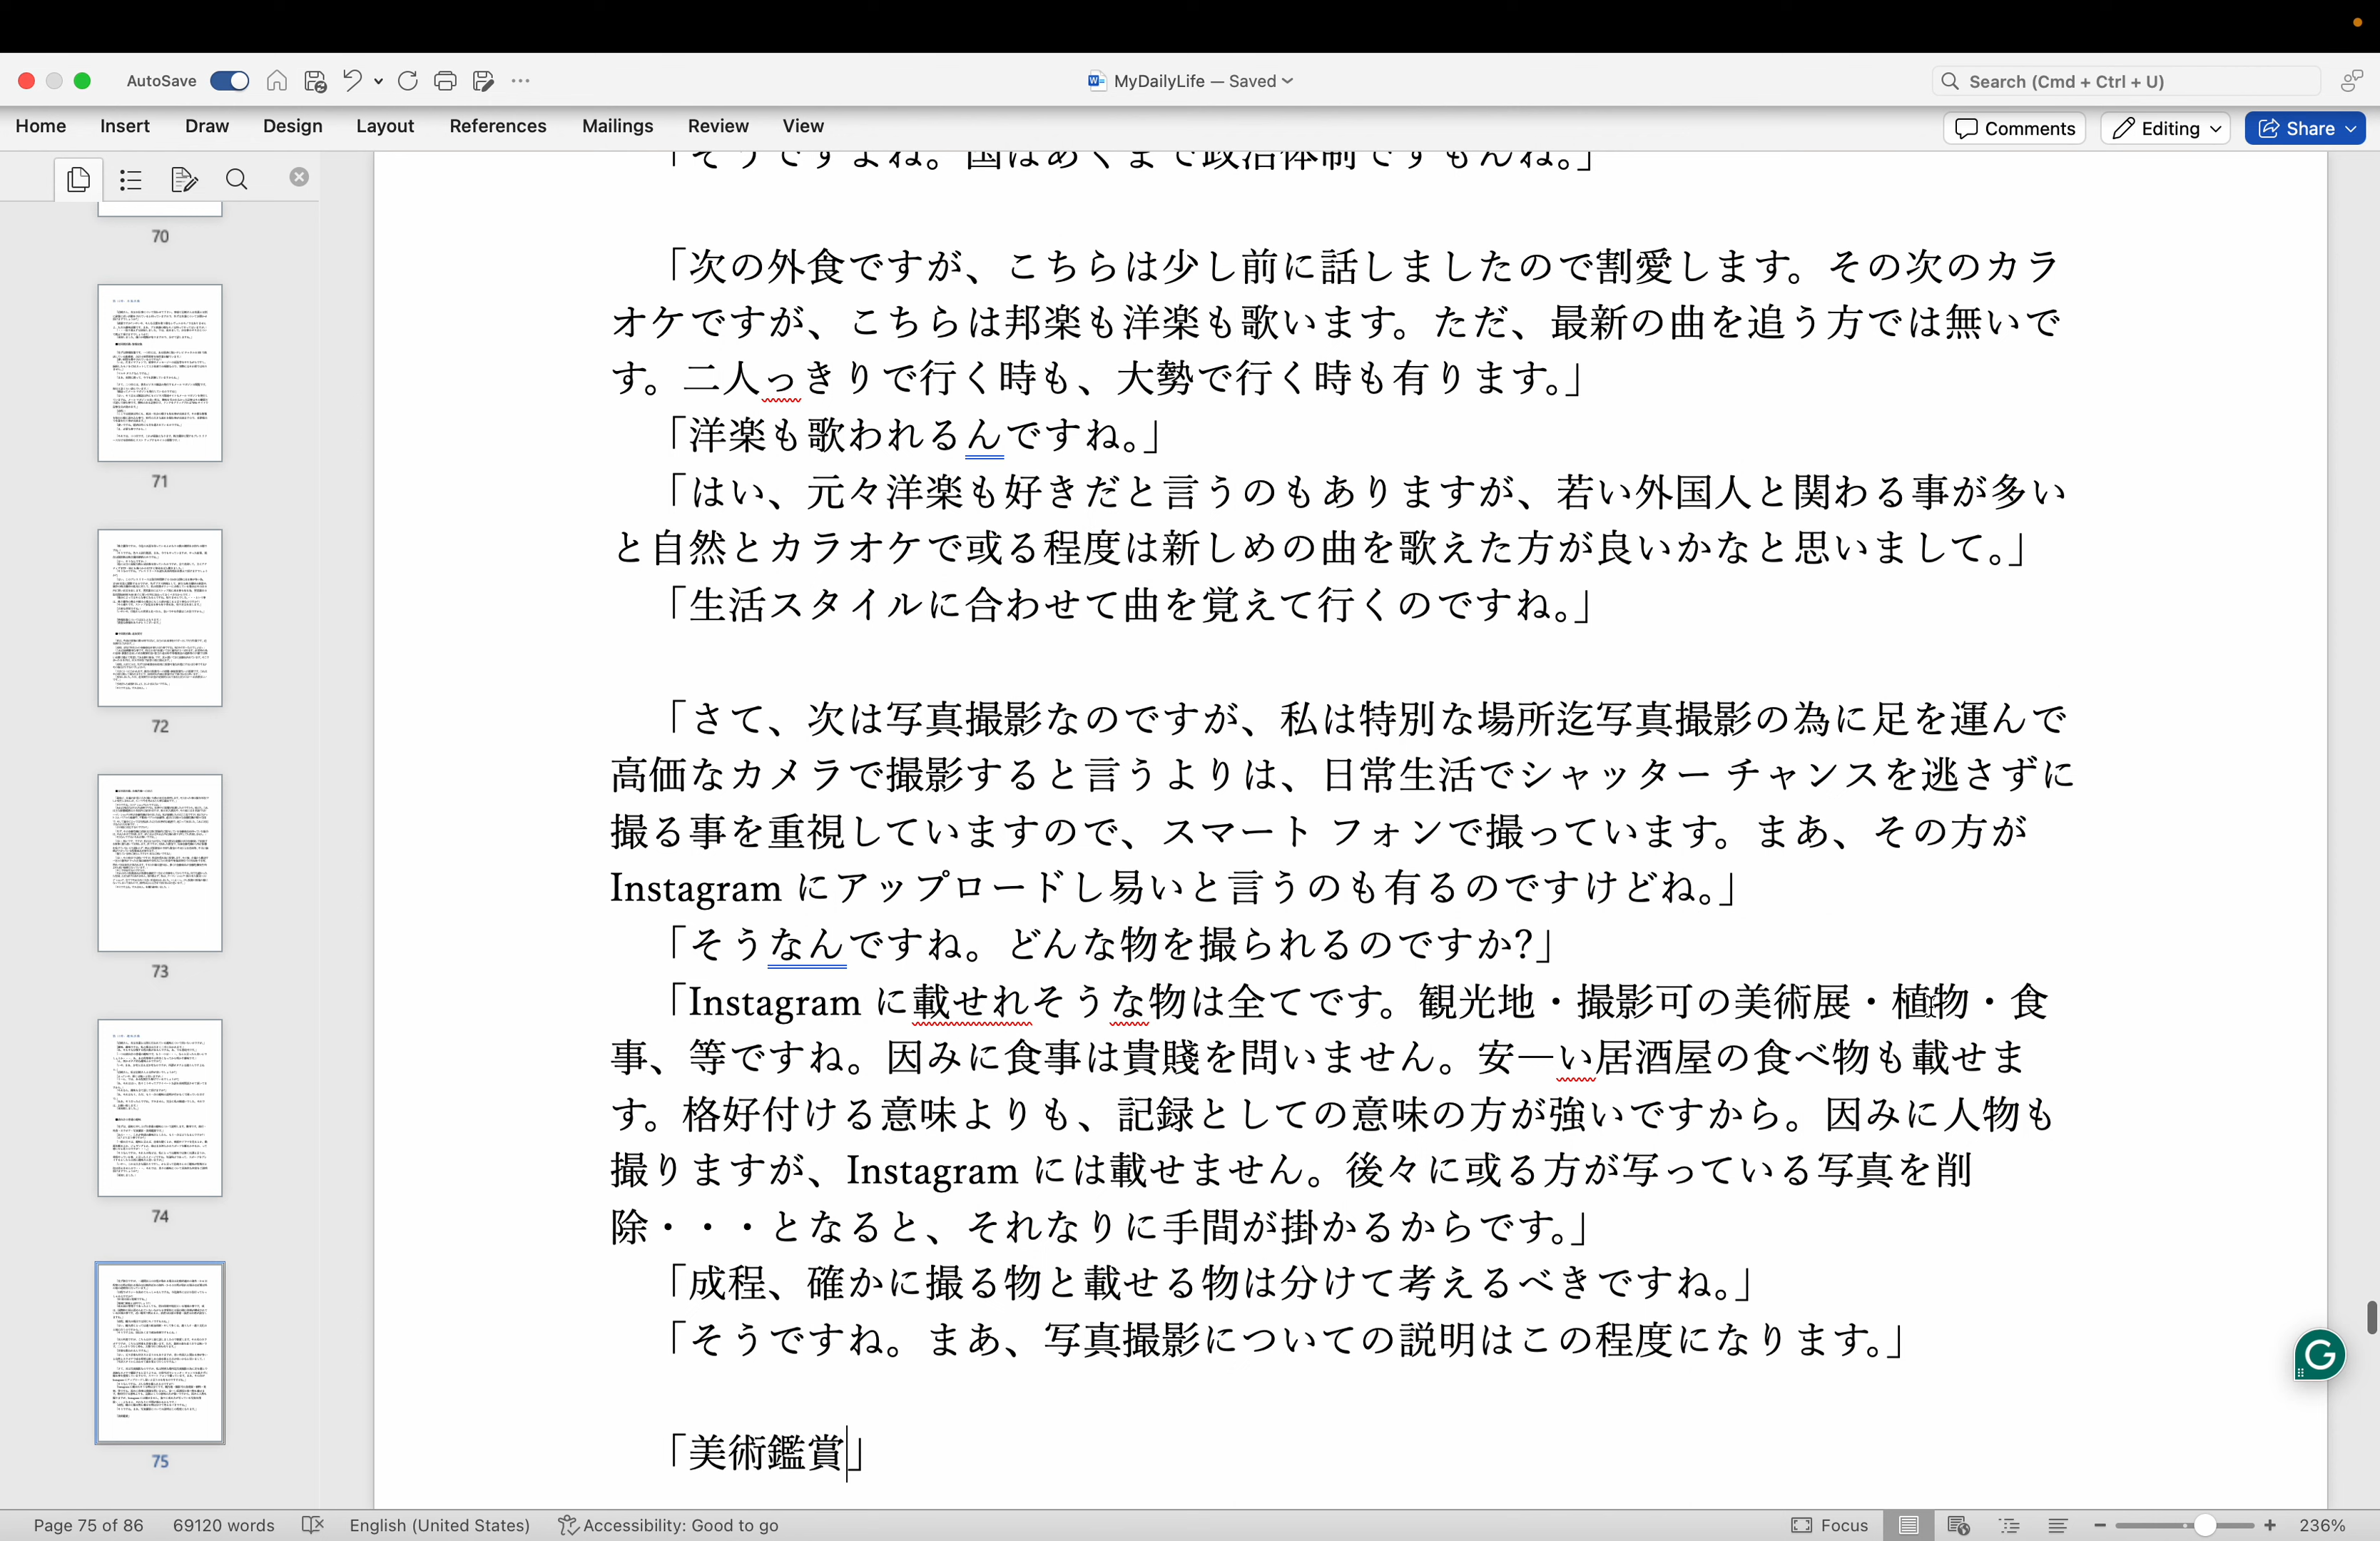 AutoSave
MyDailyLife — Saved
Search (Cmd + Ctrl + U)
Home Insert Draw Design Layout References Mailings Review View
Comments Editing Share
「そうですよね。国はあくまで政治体制ですもんね。」
「次の外食ですが、こちらは少し前に話しましたので割愛します。その次のカラ
オケですが、こちらは邦楽も洋楽も歌います。ただ、最新の曲を追う方では無いで
す。二人っきりで行く時も、大勢で行く時も有ります。」
「洋楽も歌われるんですね。」
「はい、元々洋楽も好きだと言うのもありますが、若い外国人と関わる事が多い
と自然とカラオケで或る程度は新しめの曲を歌えた方が良いかなと思いまして。」
「生活スタイルに合わせて曲を覚えて行くのですね。」
「さて、次は写真撮影なのですが、私は特別な場所迄写真撮影の為に足を運んで
高価なカメラで撮影すると言うよりは、日常生活でシャッター チャンスを逃さずに
撮る事を重視していますので、スマート フォンで撮っています。まあ、その方が
Instagram にアップロードし易いと言うのも有るのですけどね。」
「そうなんですね。どんな物を撮られるのですか?」
「Instagram に載せれそうな物は全てです。観光地・撮影可の美術展・植物・食
事、等ですね。因みに食事は貴賤を問いません。安―い居酒屋の食べ物も載せま
す。格好付ける意味よりも、記録としての意味の方が強いですから。因みに人物も
撮りますが、Instagram には載せません。後々に或る方が写っている写真を削
除・・・となると、それなりに手間が掛かるからです。」
「成程、確かに撮る物と載せる物は分けて考えるべきですね。」
「そうですね。まあ、写真撮影についての説明はこの程度になります。」
「美術鑑賞」
70
71
72
73
74
75
Page 75 of 86 69120 words English (United States) Accessibility: Good to go Focus 236%